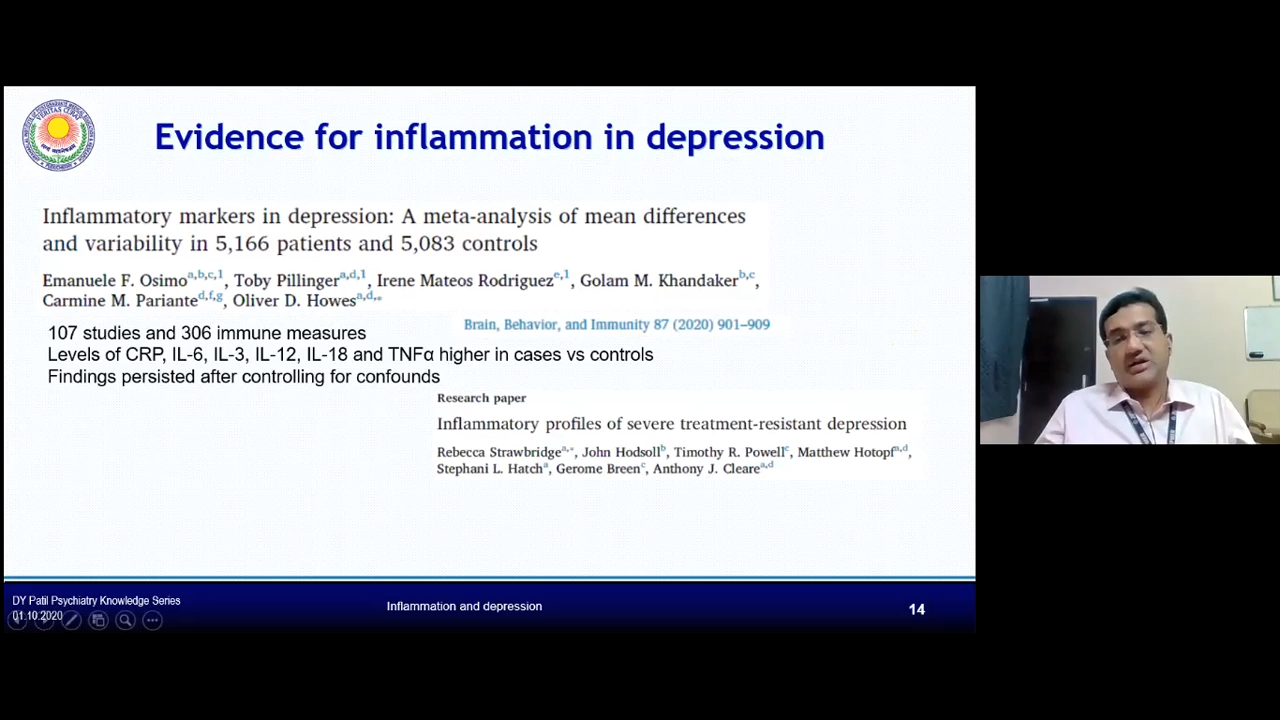 VERITAS CURAT
Evidence for inflammation in depression
Inflammatory markers in depression: A meta-analysis of mean differences
and variability in 5,166 patients and 5,083 controls
Emanuele F. Osimo a,b,c,1, Toby Pillinger a,d,1, Irene Mateos Rodriguez e,1, Golam M. Khandaker b,c,
Carmine M. Pariante d,f,g, Oliver D. Howes a,d,*
Brain, Behavior, and Immunity 87 (2020) 901–909
107 studies and 306 immune measures
Levels of CRP, IL-6, IL-3, IL-12, IL-18 and TNFα higher in cases vs controls
Findings persisted after controlling for confounds
Research paper
Inflammatory profiles of severe treatment-resistant depression
Rebecca Strawbridge a,*, John Hodsoll b, Timothy R. Powell c, Matthew Hotopf a,d,
Stephani L. Hatch a, Gerome Breen c, Anthony J. Cleare a,d
DY Patil Psychiatry Knowledge Series
01.10.2020
Inflammation and depression
14